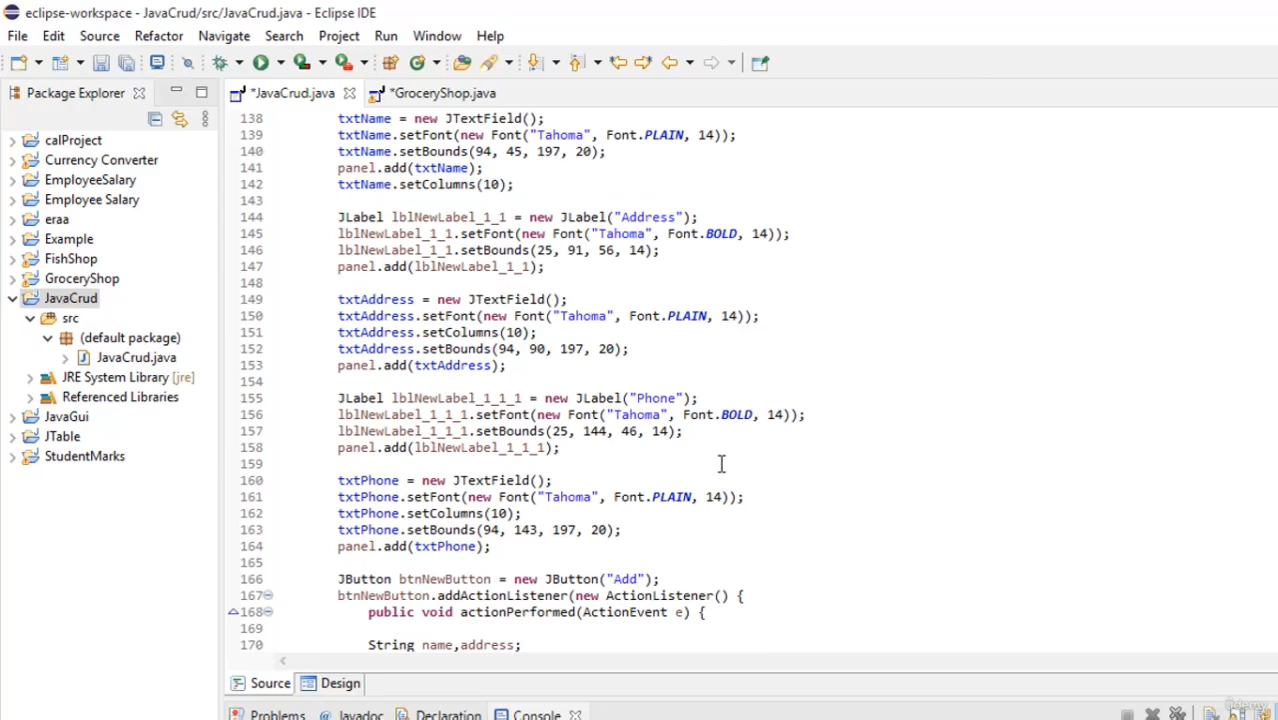 eclipse-workspace - JavaCrud/src/JavaCrud.java - Eclipse IDE
File Edit Source Refactor Navigate Search Project Run Window Help
Package Explorer
*JavaCrud.java
*GroceryShop.java
calProject
Currency Converter
EmployeeSalary
Employee Salary
eraa
Example
FishShop
GroceryShop
JavaCrud
src
(default package)
JavaCrud.java
JRE System Library [jre]
Referenced Libraries
JavaGui
JTable
StudentMarks
138 txtName = new JTextField();
139 txtName.setFont(new Font("Tahoma", Font.PLAIN, 14));
140 txtName.setBounds(94, 45, 197, 20);
141 panel.add(txtName);
142 txtName.setColumns(10);
143
144 JLabel lblNewLabel_1_1 = new JLabel("Address");
145 lblNewLabel_1_1.setFont(new Font("Tahoma", Font.BOLD, 14));
146 lblNewLabel_1_1.setBounds(25, 91, 56, 14);
147 panel.add(lblNewLabel_1_1);
148
149 txtAddress = new JTextField();
150 txtAddress.setFont(new Font("Tahoma", Font.PLAIN, 14));
151 txtAddress.setColumns(10);
152 txtAddress.setBounds(94, 90, 197, 20);
153 panel.add(txtAddress);
154
155 JLabel lblNewLabel_1_1_1 = new JLabel("Phone");
156 lblNewLabel_1_1_1.setFont(new Font("Tahoma", Font.BOLD, 14));
157 lblNewLabel_1_1_1.setBounds(25, 144, 46, 14);
158 panel.add(lblNewLabel_1_1_1);
159
160 txtPhone = new JTextField();
161 txtPhone.setFont(new Font("Tahoma", Font.PLAIN, 14));
162 txtPhone.setColumns(10);
163 txtPhone.setBounds(94, 143, 197, 20);
164 panel.add(txtPhone);
165
166 JButton btnNewButton = new JButton("Add");
167 btnNewButton.addActionListener(new ActionListener() {
168 public void actionPerformed(ActionEvent e) {
169
170 String name,address;
Source Design
Problems Javadoc Declaration Console
Udemy